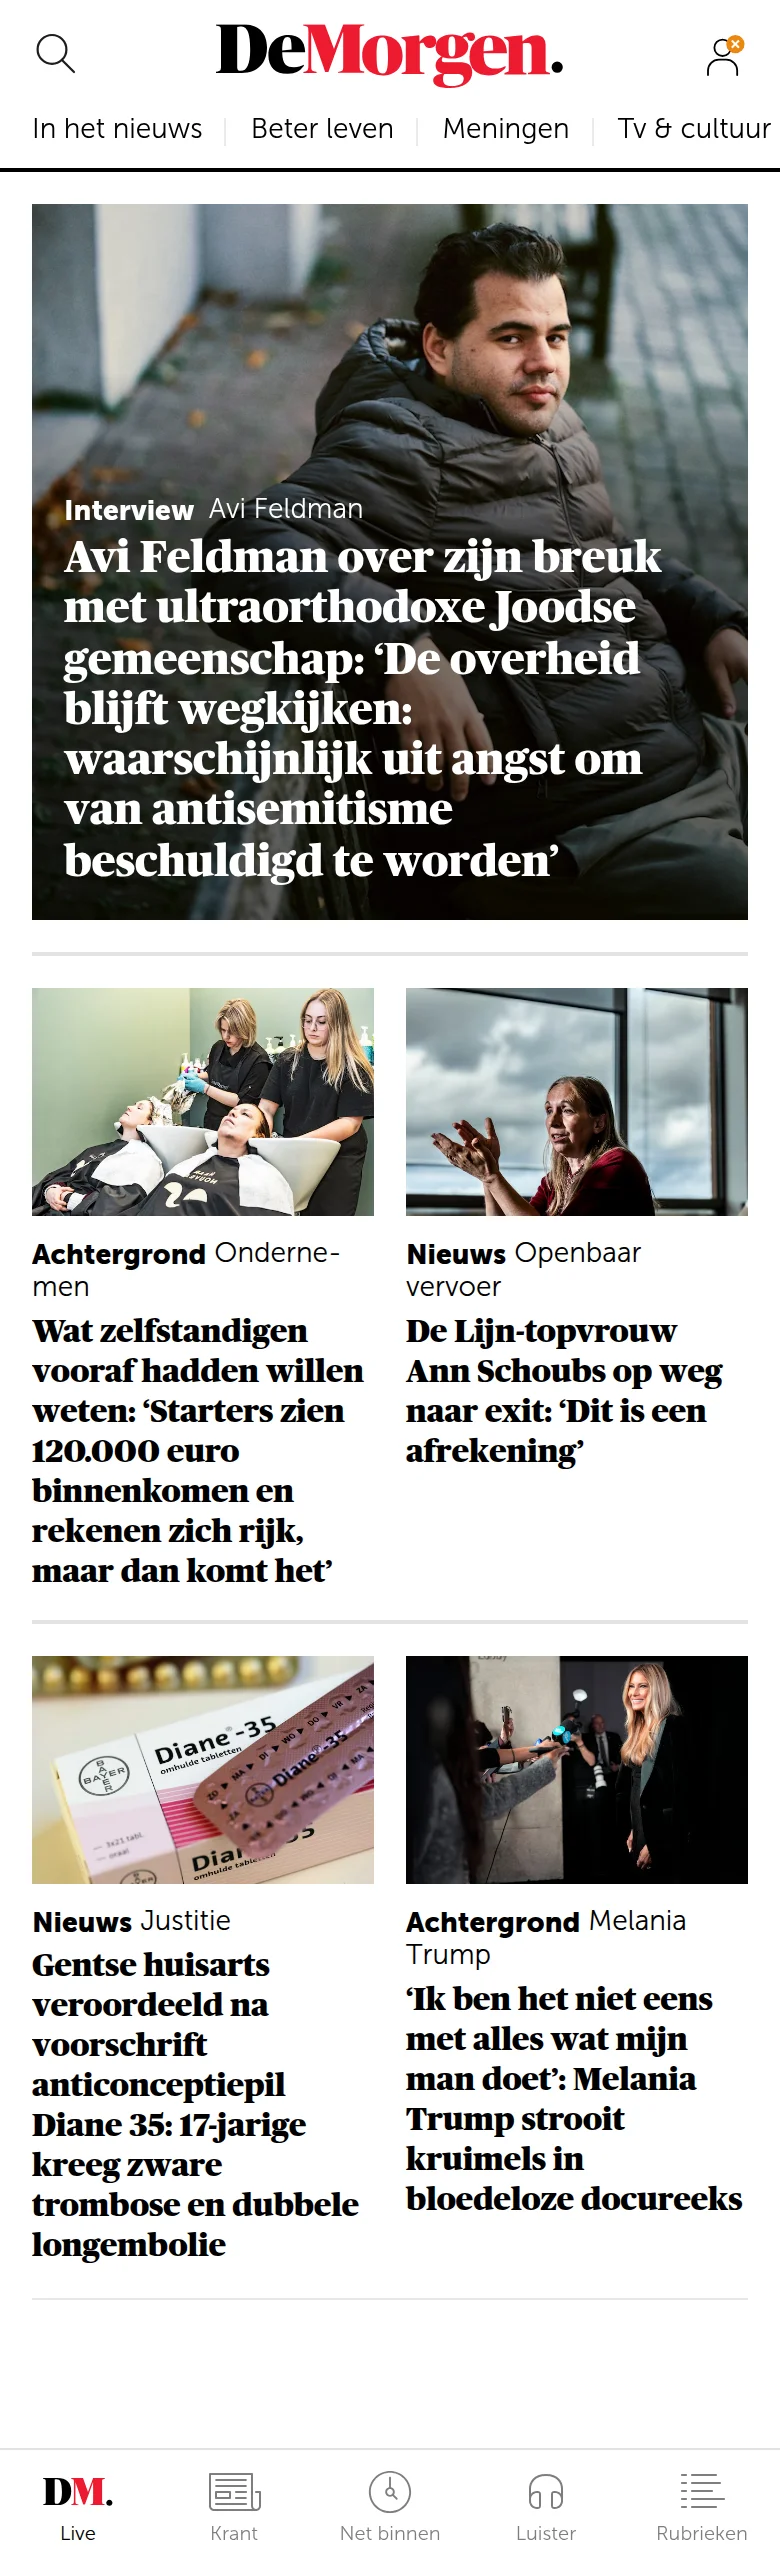 DeMorgen.
In het nieuws
Beter leven
Meningen
Tv & cultuur
Interview Avi Feldman
Avi Feldman over zijn breuk
met ultraorthodoxe Joodse
gemeenschap: ‘De overheid
blijft wegkijken:
waarschijnlijk uit angst om
van antisemitisme
beschuldigd te worden’
Achtergrond Onderne-
men
Wat zelfstandigen
vooraf hadden willen
weten: ‘Starters zien
120.000 euro
binnenkomen en
rekenen zich rijk,
maar dan komt het’
Nieuws Openbaar
vervoer
De Lijn-topvrouw
Ann Schoubs op weg
naar exit: ‘Dit is een
afrekening’
Diane®-35
omhulde tabletten
BAYER
3x21 tabl.
oraal
Diane-35
Nieuws Justitie
Gentse huisarts
veroordeeld na
voorschrift
anticonceptiepil
Diane 35: 17-jarige
kreeg zware
trombose en dubbele
longembolie
Achtergrond Melania
Trump
‘Ik ben het niet eens
met alles wat mijn
man doet’: Melania
Trump strooit
kruimels in
bloedeloze docureeks
DM.
Live
Krant
Net binnen
Luister
Rubrieken